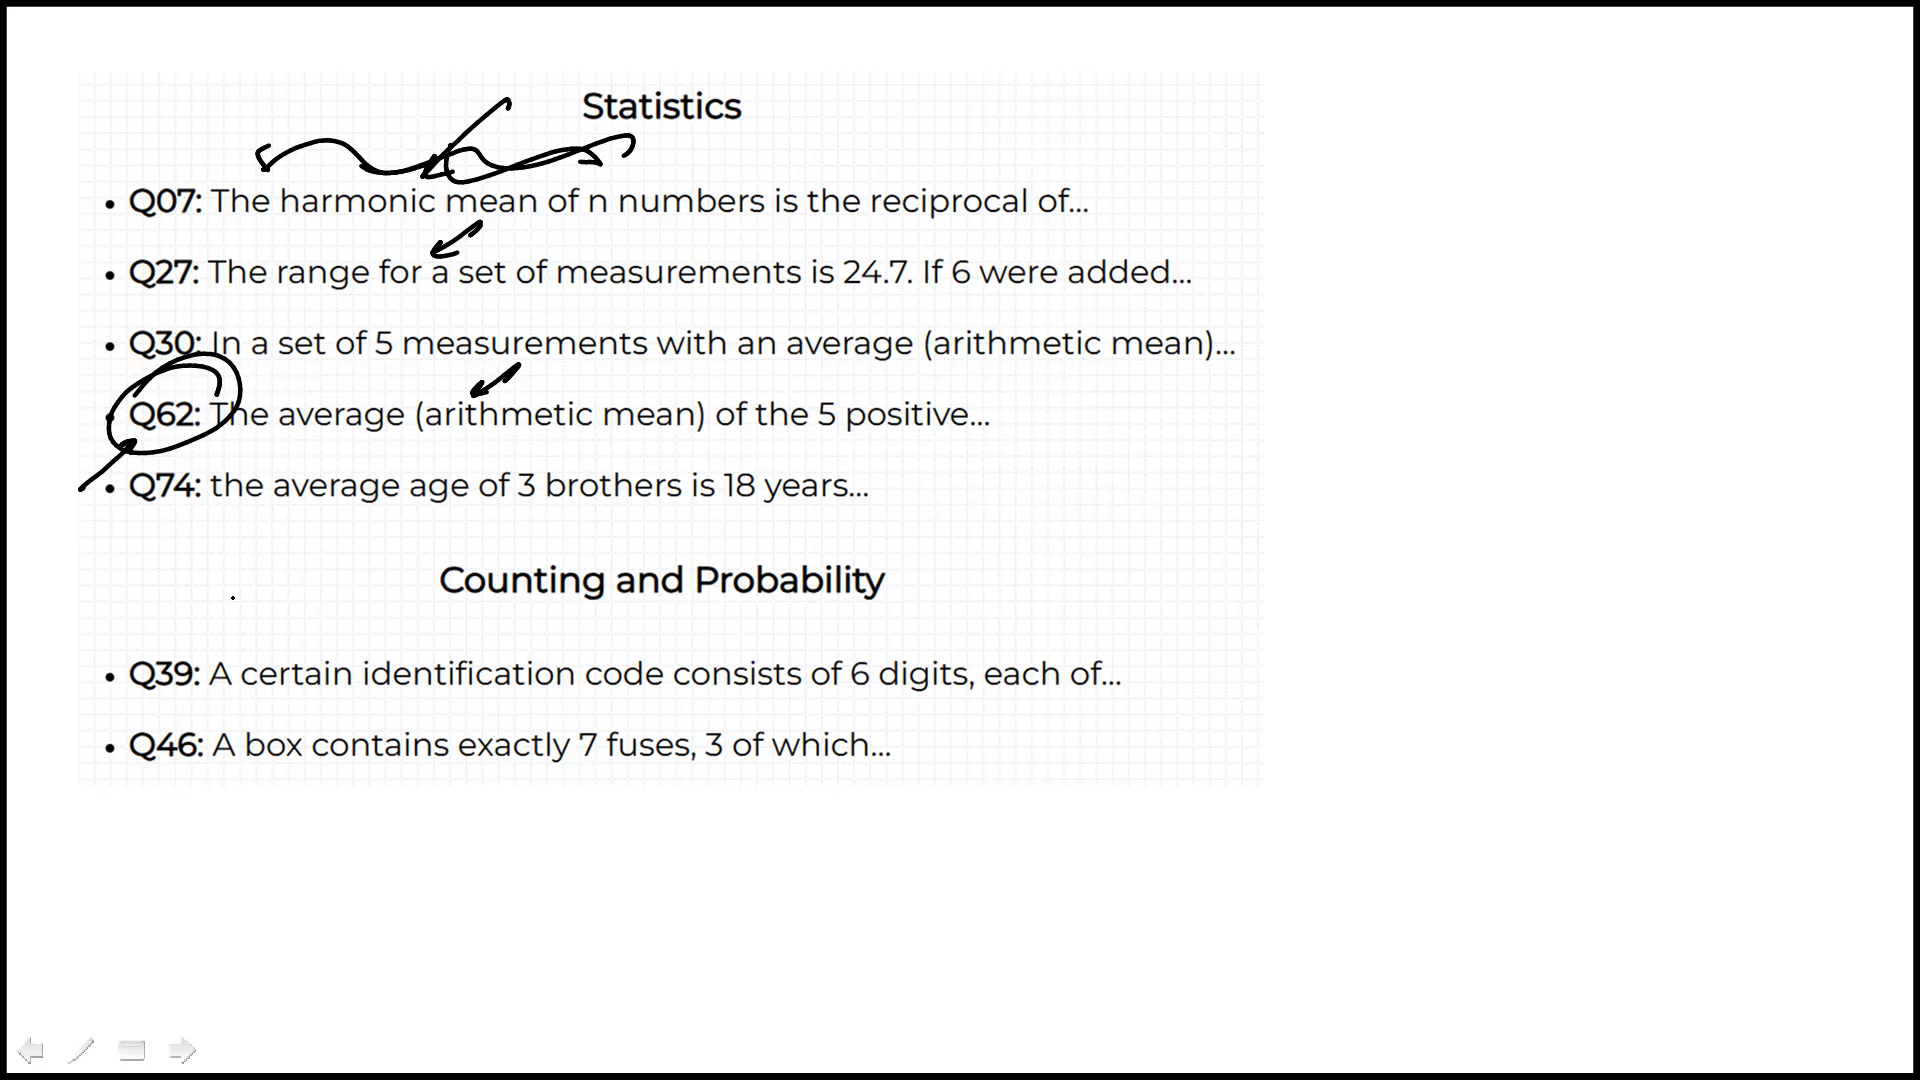 Statistics
• Q07: The harmonic mean of n numbers is the reciprocal of...
• Q27: The range for a set of measurements is 24.7. If 6 were added...
• Q30: In a set of 5 measurements with an average (arithmetic mean)...
• Q62: The average (arithmetic mean) of the 5 positive...
• Q74: the average age of 3 brothers is 18 years...
Counting and Probability
• Q39: A certain identification code consists of 6 digits, each of...
• Q46: A box contains exactly 7 fuses, 3 of which...